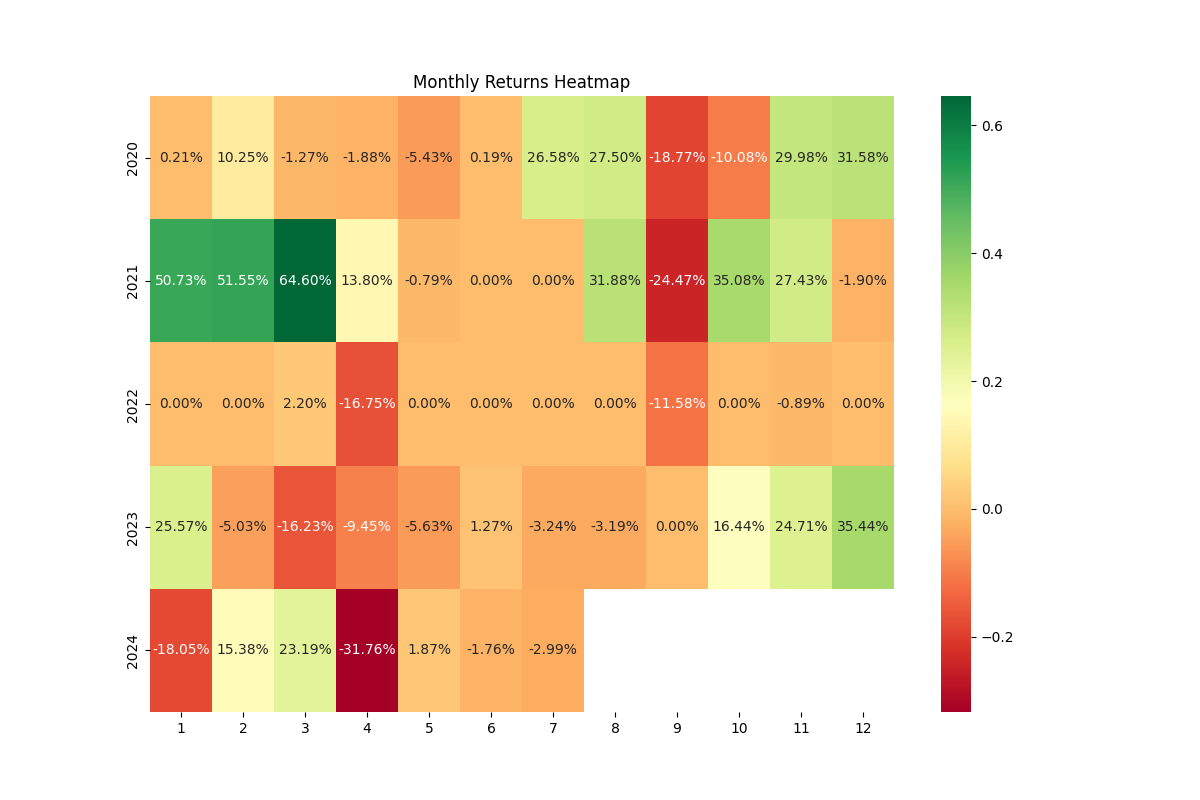 Monthly Returns Heatmap
2020 0.21% 10.25% -1.27% -1.88% -5.43% 0.19% 26.58% 27.50% -18.77% -10.08% 29.98% 31.58%
2021 50.73% 51.55% 64.60% 13.80% -0.79% 0.00% 0.00% 31.88% -24.47% 35.08% 27.43% -1.90%
2022 0.00% 0.00% 2.20% -16.75% 0.00% 0.00% 0.00% 0.00% -11.58% 0.00% -0.89% 0.00%
2023 25.57% -5.03% -16.23% -9.45% -5.63% 1.27% -3.24% -3.19% 0.00% 16.44% 24.71% 35.44%
2024 -18.05% 15.38% 23.19% -31.76% 1.87% -1.76% -2.99%
1 2 3 4 5 6 7 8 9 10 11 12
0.6
0.4
0.2
0.0
−0.2